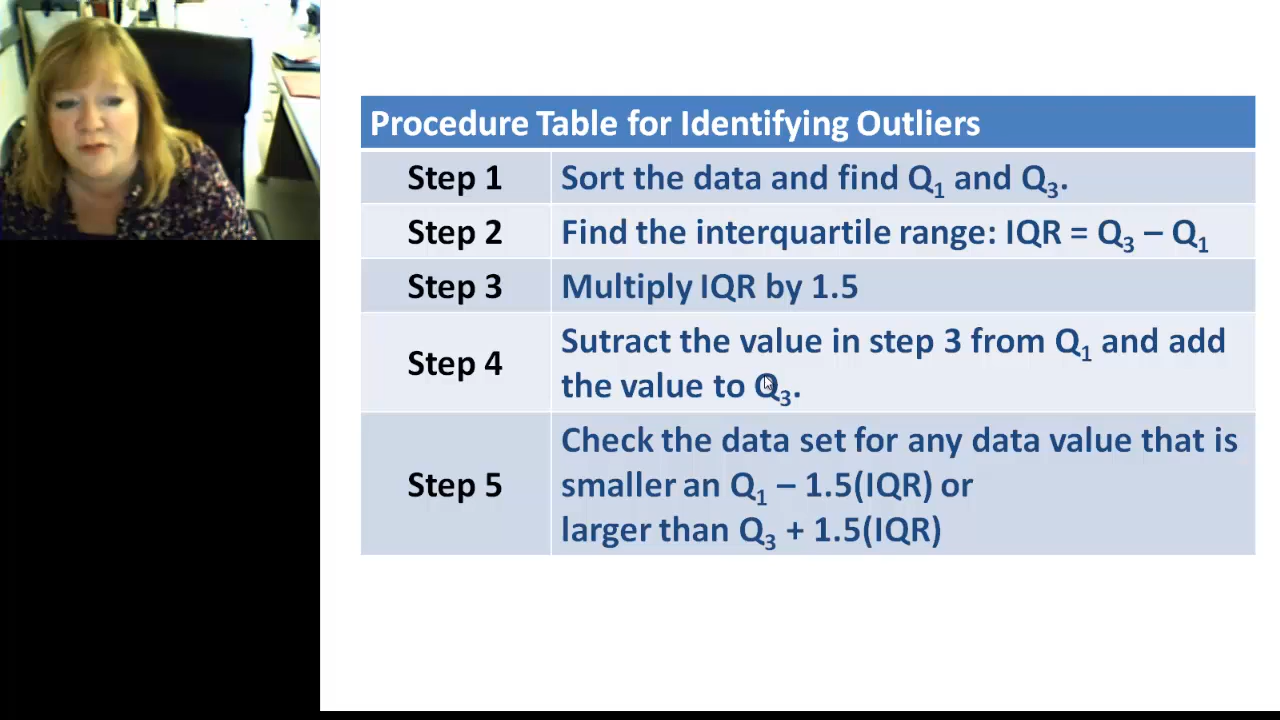 Procedure Table for Identifying Outliers
Step 1
Sort the data and find Q₁ and Q₃.
Step 2
Find the interquartile range: IQR = Q₃ – Q₁
Step 3
Multiply IQR by 1.5
Step 4
Sutract the value in step 3 from Q₁ and add
the value to Q₃.
Step 5
Check the data set for any data value that is
smaller an Q₁ – 1.5(IQR) or
larger than Q₃ + 1.5(IQR)